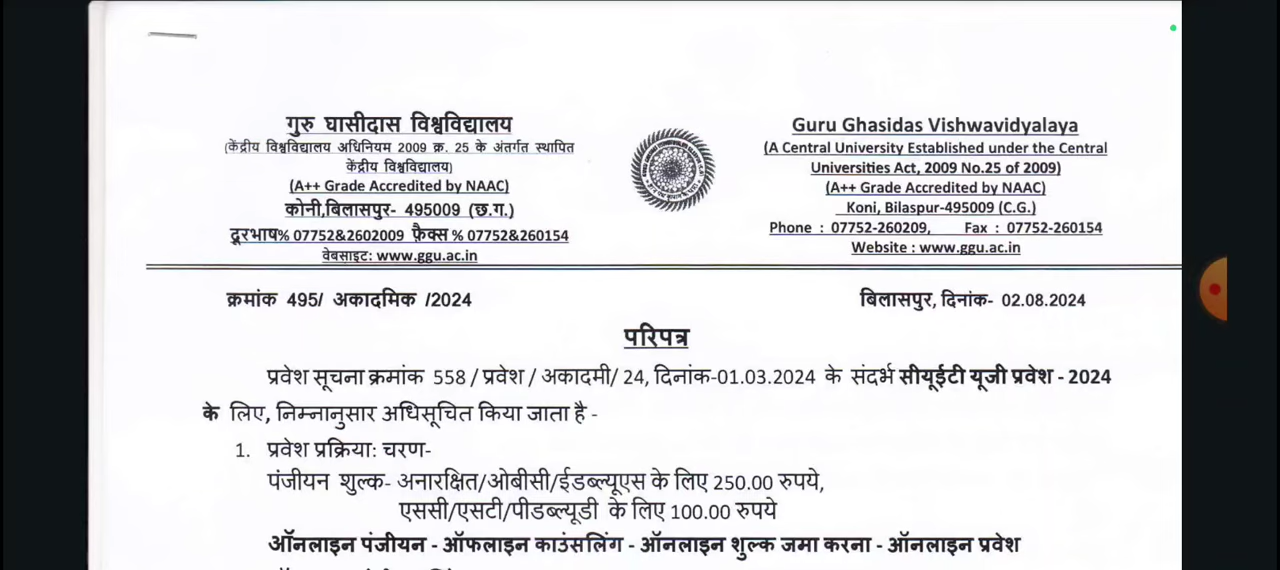 गुरु घासीदास विश्वविद्यालय
(केंद्रीय विश्वविद्यालय अधिनियम 2009 क्र. 25 के अंतर्गत स्थापित
केंद्रीय विश्वविद्यालय)
(A++ Grade Accredited by NAAC)
कोनी,बिलासपुर- 495009 (छ.ग.)
दूरभाष% 07752&2602009 फ़ैक्स % 07752&260154
वेबसाइट: www.ggu.ac.in
Guru Ghasidas Vishwavidyalaya
(A Central University Established under the Central
Universities Act, 2009 No.25 of 2009)
(A++ Grade Accredited by NAAC)
Koni, Bilaspur-495009 (C.G.)
Phone : 07752-260209, Fax : 07752-260154
Website : www.ggu.ac.in
क्रमांक 495/ अकादमिक /2024
बिलासपुर, दिनांक- 02.08.2024
परिपत्र
प्रवेश सूचना क्रमांक 558 / प्रवेश / अकादमी/ 24, दिनांक-01.03.2024 के संदर्भ सीयूईटी यूजी प्रवेश - 2024
के लिए, निम्नानुसार अधिसूचित किया जाता है -
1. प्रवेश प्रक्रिया: चरण-
पंजीयन शुल्क- अनारक्षित/ओबीसी/ईडब्ल्यूएस के लिए 250.00 रुपये,
एससी/एसटी/पीडब्ल्यूडी के लिए 100.00 रुपये
ऑनलाइन पंजीयन - ऑफलाइन काउंसलिंग - ऑनलाइन शुल्क जमा करना - ऑनलाइन प्रवेश